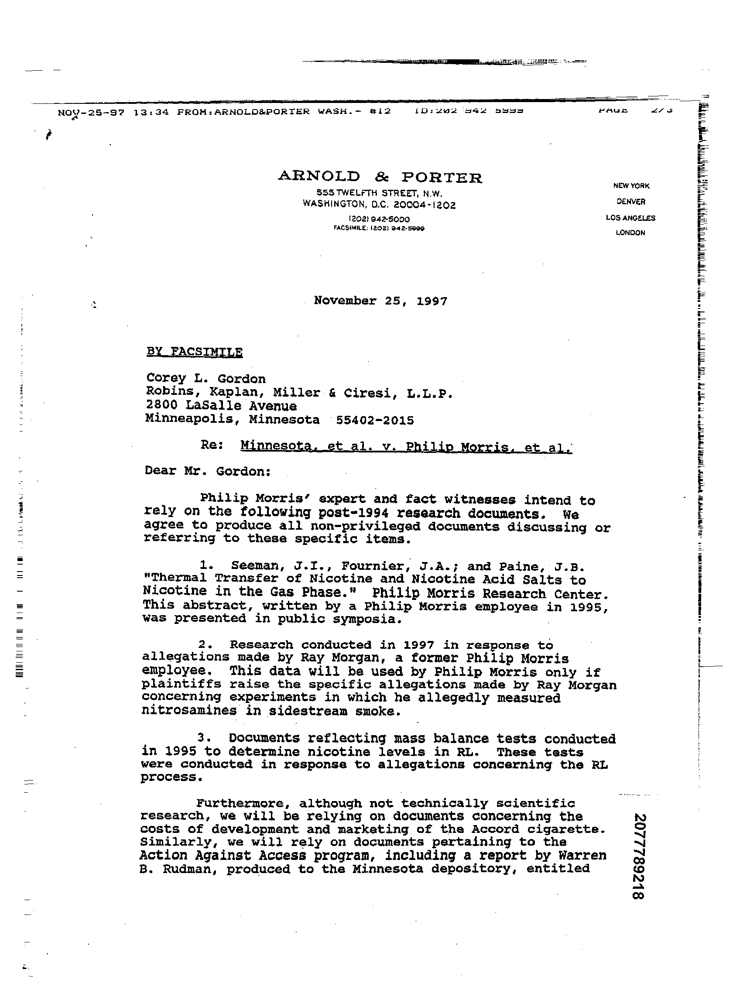 NOV-25-97 13:34 FROM:ARNOLD&PORTER WASH.- #12 ID:202 942 5999 PAGE 2/3
ARNOLD & PORTER
555 TWELFTH STREET, N.W.
WASHINGTON, D.C. 20004-1202
(202) 942-5000
FACSIMILE: (202) 942-5999
NEW YORK
DENVER
LOS ANGELES
LONDON
November 25, 1997
BY FACSIMILE
Corey L. Gordon
Robins, Kaplan, Miller & Ciresi, L.L.P.
2800 LaSalle Avenue
Minneapolis, Minnesota 55402-2015
Re: Minnesota, et al. v. Philip Morris, et al.
Dear Mr. Gordon:
Philip Morris' expert and fact witnesses intend to
rely on the following post-1994 research documents. We
agree to produce all non-privileged documents discussing or
referring to these specific items.
1. Seeman, J.I., Fournier, J.A.; and Paine, J.B.
"Thermal Transfer of Nicotine and Nicotine Acid Salts to
Nicotine in the Gas Phase." Philip Morris Research Center.
This abstract, written by a Philip Morris employee in 1995,
was presented in public symposia.
2. Research conducted in 1997 in response to
allegations made by Ray Morgan, a former Philip Morris
employee. This data will be used by Philip Morris only if
plaintiffs raise the specific allegations made by Ray Morgan
concerning experiments in which he allegedly measured
nitrosamines in sidestream smoke.
3. Documents reflecting mass balance tests conducted
in 1995 to determine nicotine levels in RL. These tests
were conducted in response to allegations concerning the RL
process.
Furthermore, although not technically scientific
research, we will be relying on documents concerning the
costs of development and marketing of the Accord cigarette.
Similarly, we will rely on documents pertaining to the
Action Against Access program, including a report by Warren
B. Rudman, produced to the Minnesota depository, entitled
2077789218